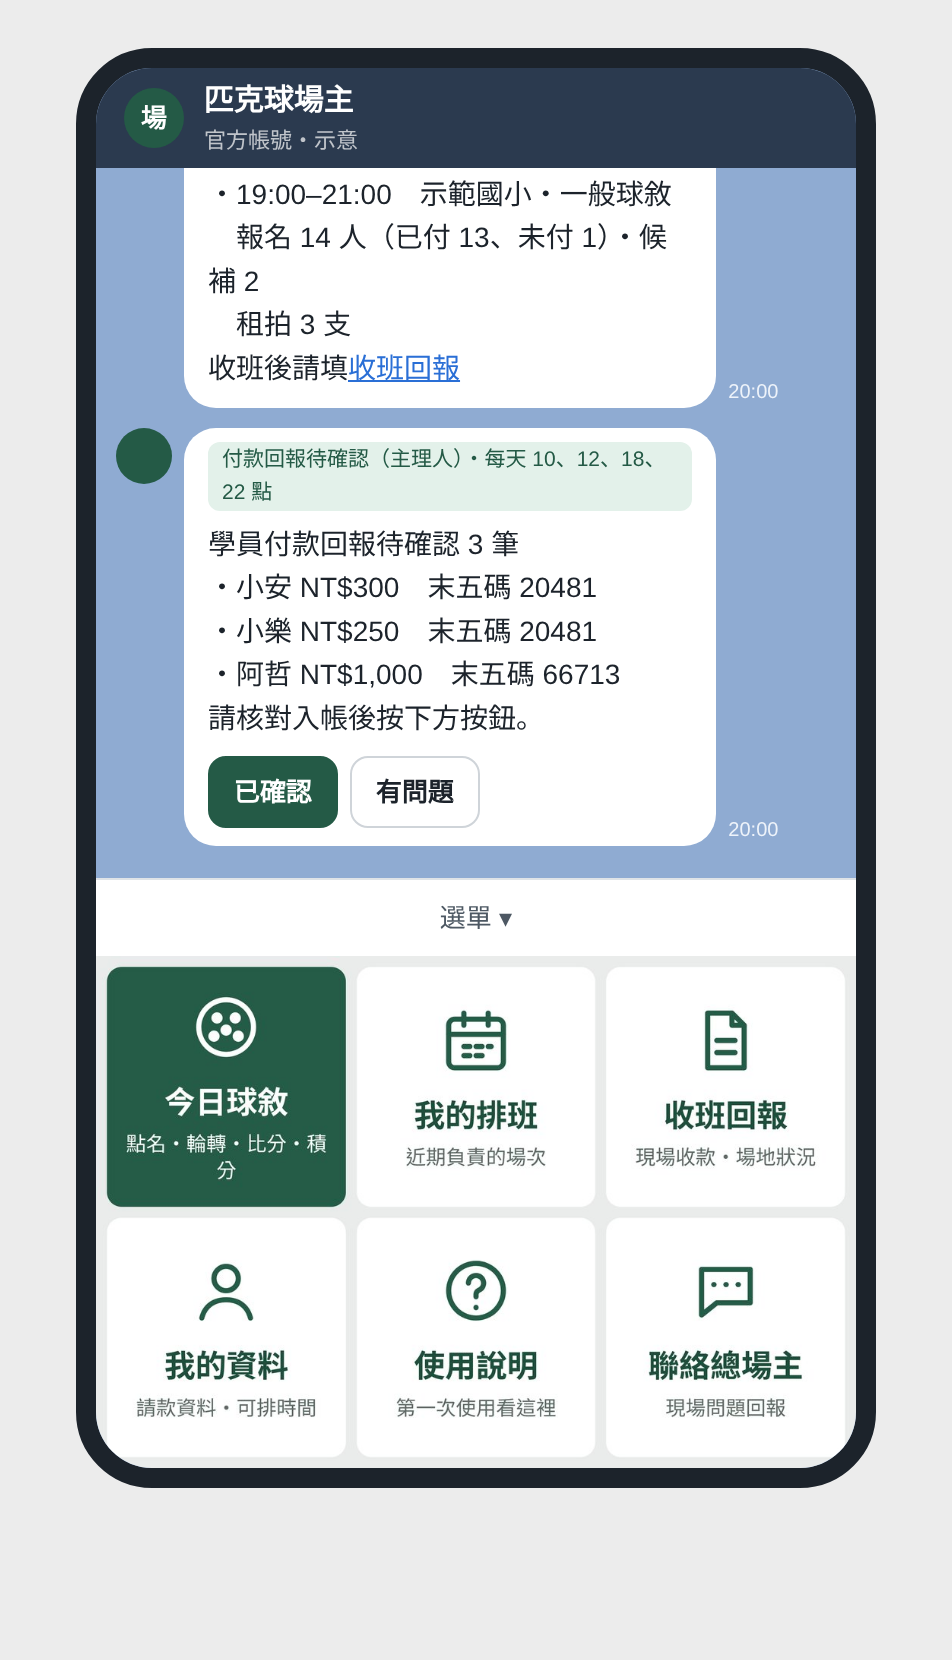 場
匹克球場主
官方帳號・示意
・19:00–21:00　示範國小・一般球敘
報名 14 人（已付 13、未付 1）・候
補 2
租拍 3 支
收班後請填收班回報
20:00
付款回報待確認（主理人）・每天 10、12、18、
22 點
學員付款回報待確認 3 筆
・小安 NT$300　末五碼 20481
・小樂 NT$250　末五碼 20481
・阿哲 NT$1,000　末五碼 66713
請核對入帳後按下方按鈕。
已確認　有問題
20:00
選單 ▾
今日球敘
點名・輪轉・比分・積
分
我的排班
近期負責的場次
收班回報
現場收款・場地狀況
我的資料
請款資料・可排時間
使用說明
第一次使用看這裡
聯絡總場主
現場問題回報